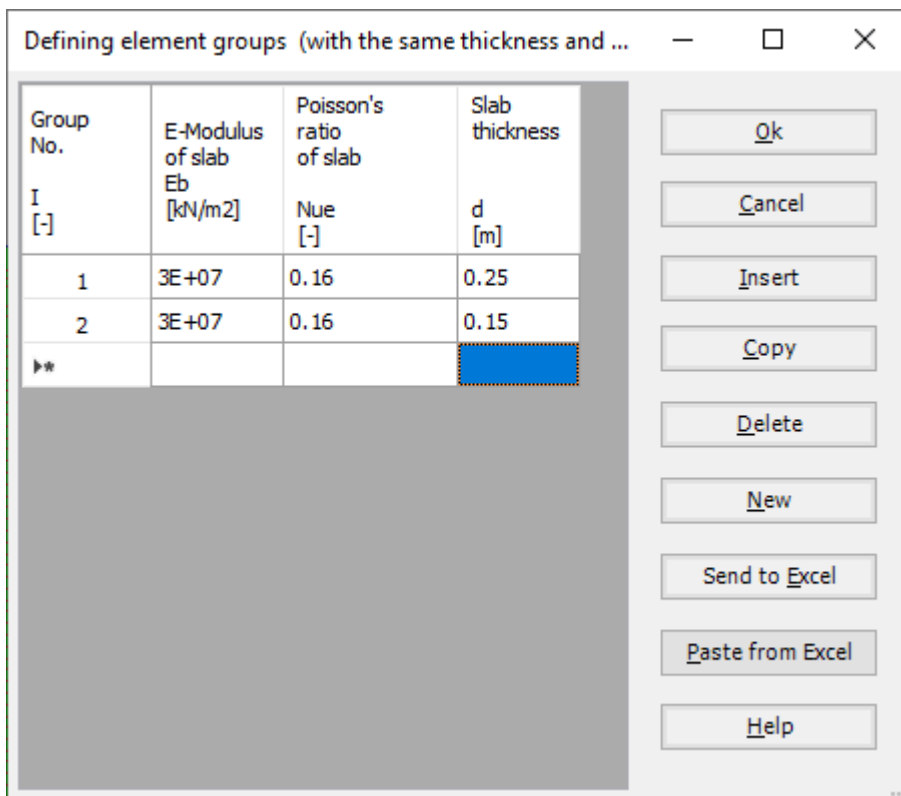 Defining element groups (with the same thickness and ...
Group
No.
I
[-]
E-Modulus
of slab
Eb
[kN/m2]
Poisson's
ratio
of slab
Nue
[-]
Slab
thickness
d
[m]
1 3E+07 0.16 0.25
2 3E+07 0.16 0.15
Ok
Cancel
Insert
Copy
Delete
New
Send to Excel
Paste from Excel
Help